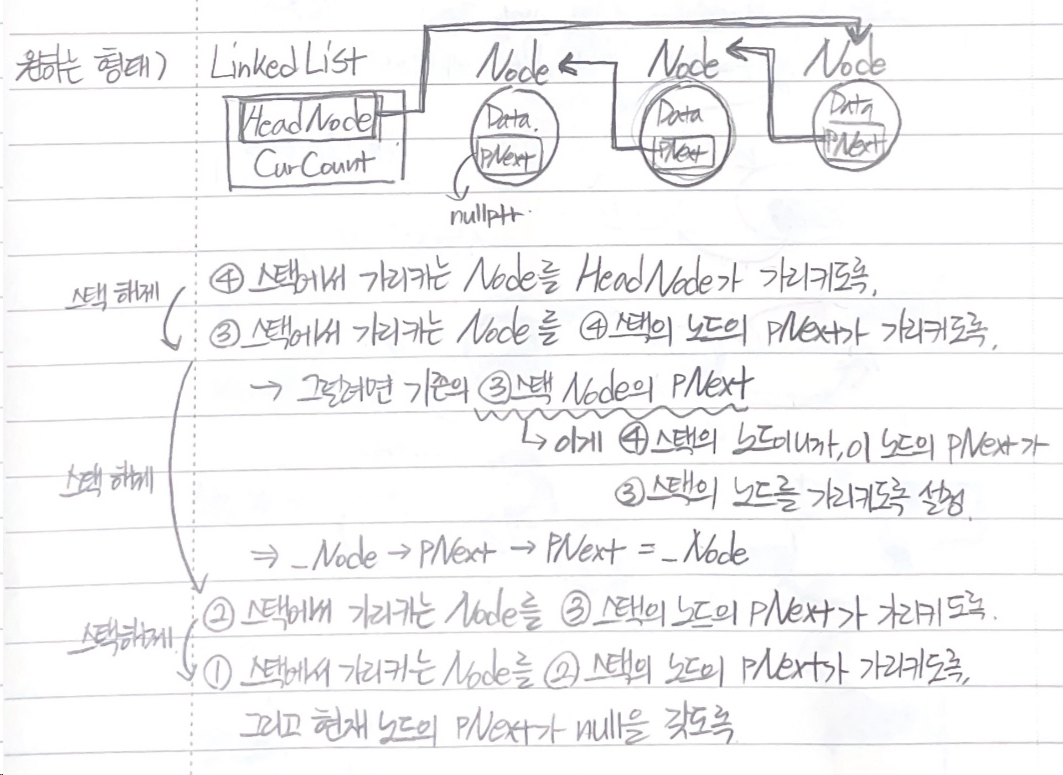 원하는 형태) LinkedList Node Node Node
HeadNode Data. Data Data
CurCount PNext PNext PNext
nullptr.
스택 해제 ④ 스택에서 가리키는 Node를 HeadNode가 가리키도록.
③ 스택에서 가리키는 Node를 ④ 스택의 노드의 pNext가 가리키도록.
→ 그럴려면 기존의 ③ 스택 Node의 PNext
↳ 이게 ④ 스택의 노드이니까, 이 노드의 pNext가
스택 해제 ③ 스택의 노드를 가리키도록 설정.
⇒ _Node → PNext → PNext = _Node
② 스택에서 가리키는 Node를 ③ 스택의 노드의 pNext가 가리키도록.
스택해제. ① 스택에서 가리키는 Node를 ② 스택의 노드의 pNext가 가리키도록,
그리고 현재 노드의 PNext가 null을 갖도록